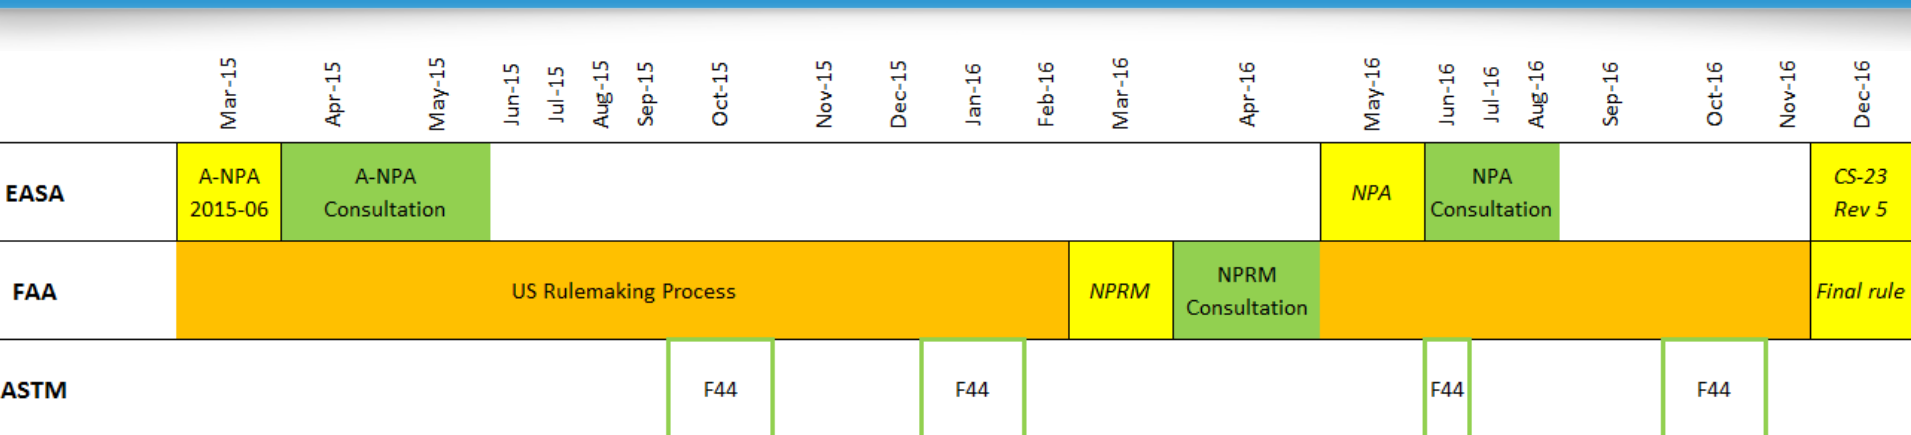 Mar-15
Apr-15
May-15
Jun-15
Jul-15
Aug-15
Sep-15
Oct-15
Nov-15
Dec-15
Jan-16
Feb-16
Mar-16
Apr-16
May-16
Jun-16
Jul-16
Aug-16
Sep-16
Oct-16
Nov-16
Dec-16
EASA
A-NPA
2015-06
A-NPA
Consultation
NPA
NPA
Consultation
CS-23
Rev 5
FAA
US Rulemaking Process
NPRM
NPRM
Consultation
Final rule
ASTM
F44
F44
F44
F44